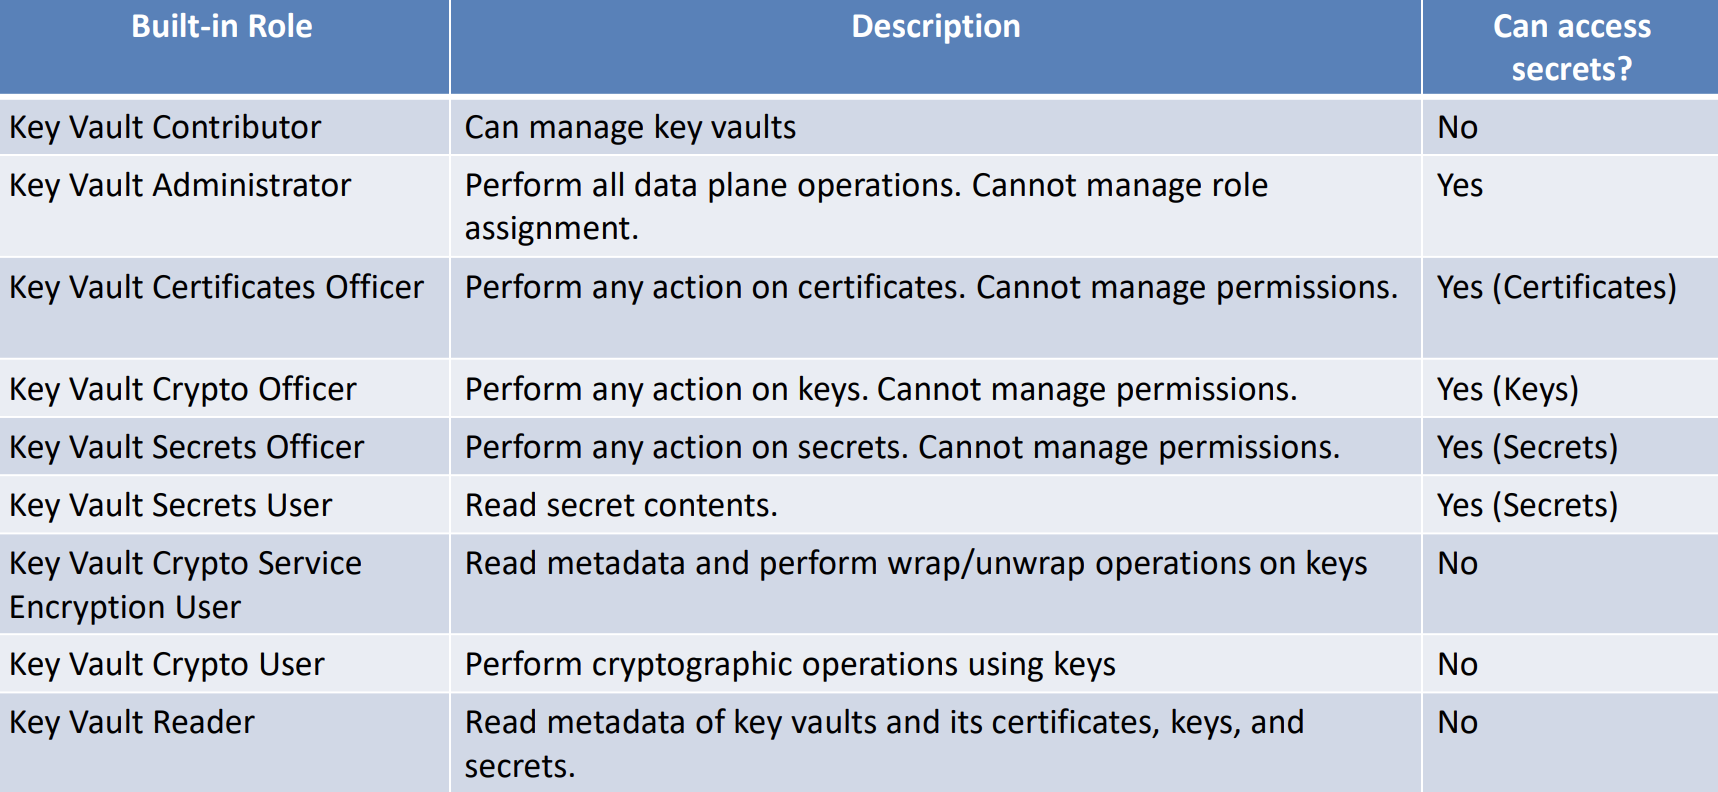 Built-in Role
Description
Can access
secrets?
Key Vault Contributor
Can manage key vaults
No
Key Vault Administrator
Perform all data plane operations. Cannot manage role
assignment.
Yes
Key Vault Certificates Officer
Perform any action on certificates. Cannot manage permissions.
Yes (Certificates)
Key Vault Crypto Officer
Perform any action on keys. Cannot manage permissions.
Yes (Keys)
Key Vault Secrets Officer
Perform any action on secrets. Cannot manage permissions.
Yes (Secrets)
Key Vault Secrets User
Read secret contents.
Yes (Secrets)
Key Vault Crypto Service
Encryption User
Read metadata and perform wrap/unwrap operations on keys
No
Key Vault Crypto User
Perform cryptographic operations using keys
No
Key Vault Reader
Read metadata of key vaults and its certificates, keys, and
secrets.
No